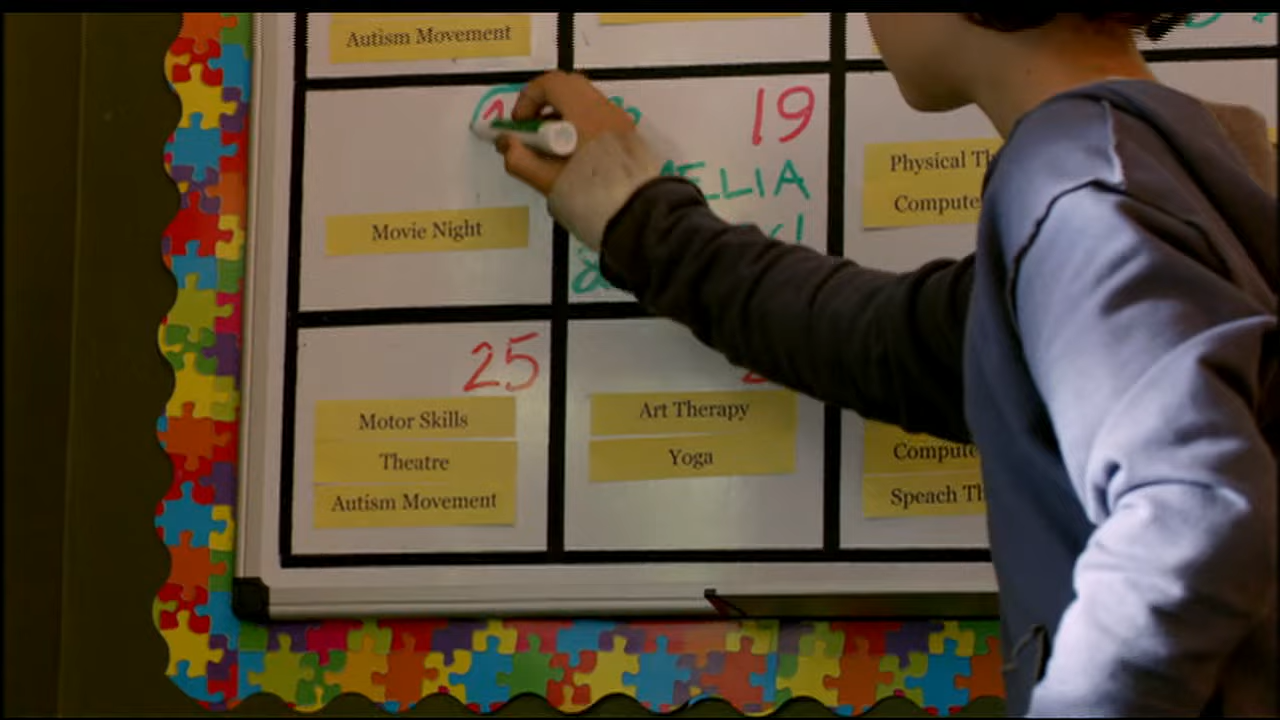 Autism Movement
19
ELIA
Movie Night
Physical Th
Compute
25
Motor Skills
Theatre
Autism Movement
Art Therapy
Yoga
Compute
Speach Th